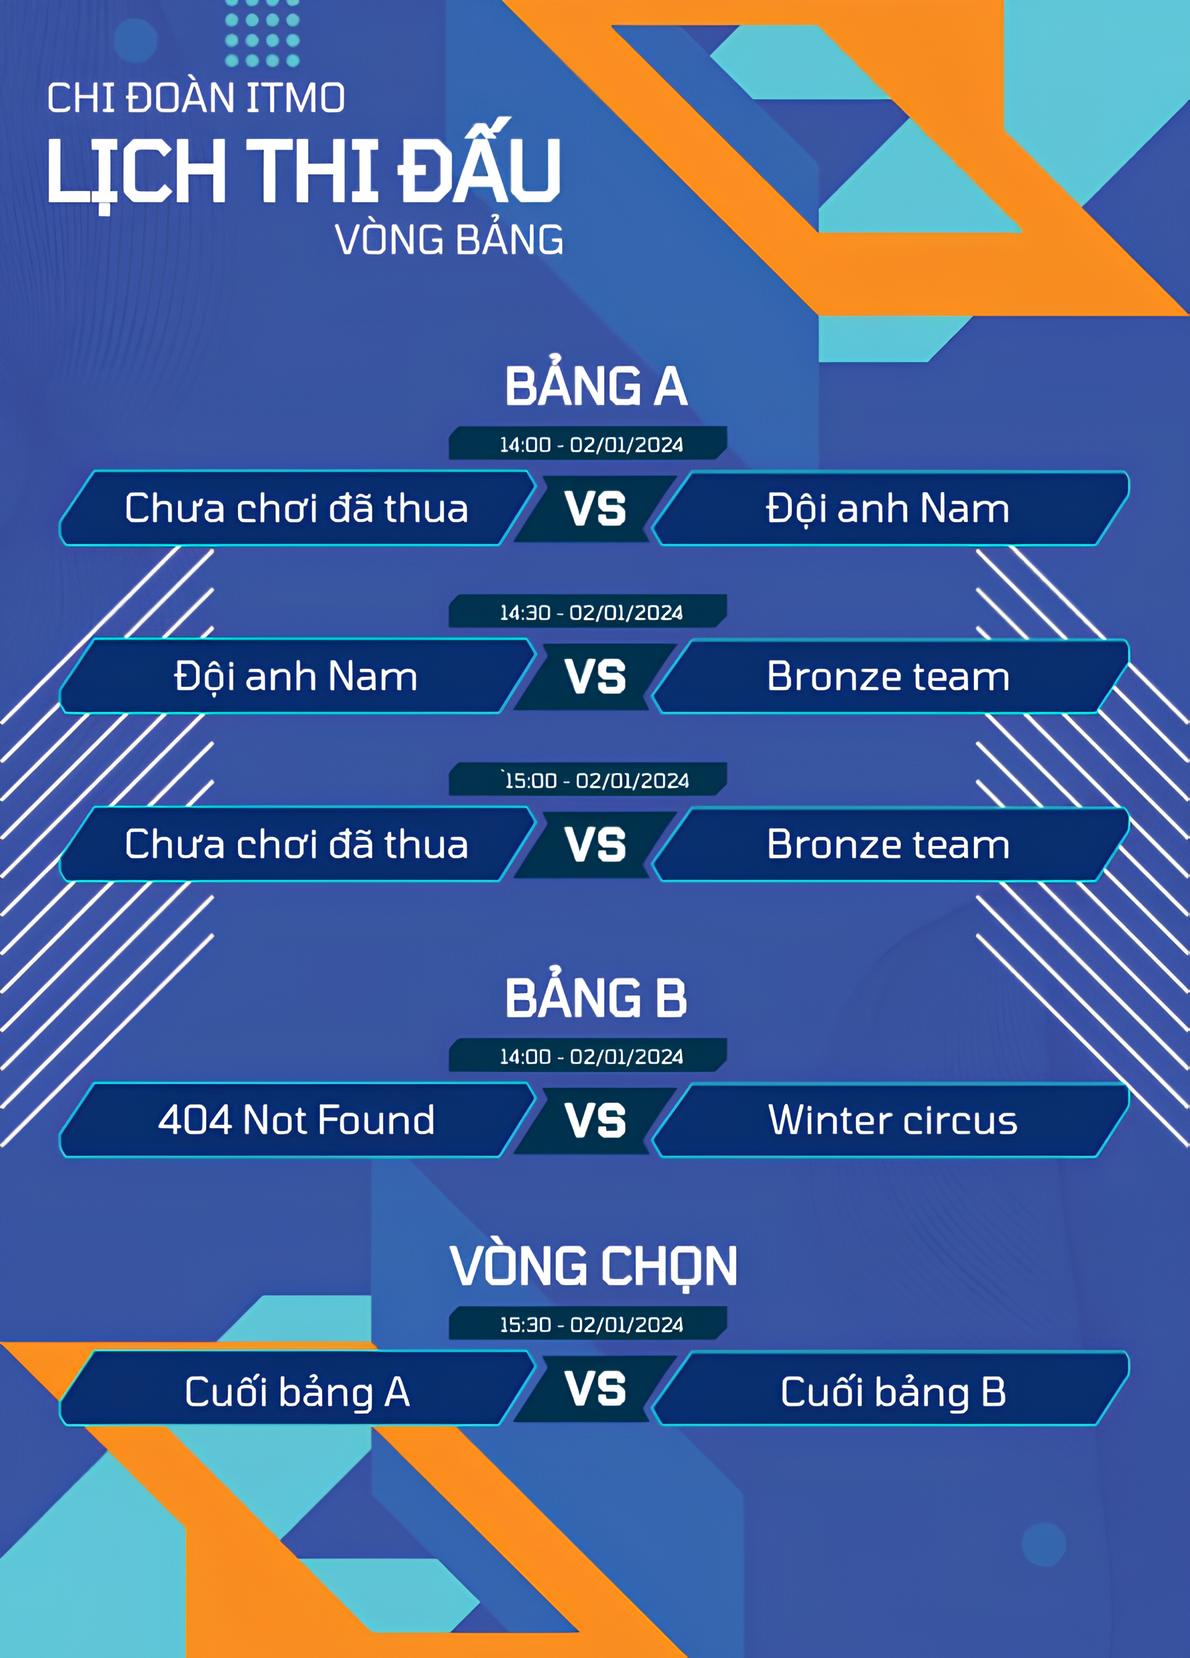 CHI ĐOÀN ITMO
LỊCH THI ĐẤU
VÒNG BẢNG
BẢNG A
14:00 - 02/01/2024
Chưa chơi đã thua VS Đội anh Nam
14:30 - 02/01/2024
Đội anh Nam VS Bronze team
`15:00 - 02/01/2024
Chưa chơi đã thua VS Bronze team
BẢNG B
14:00 - 02/01/2024
404 Not Found VS Winter circus
VÒNG CHỌN
15:30 - 02/01/2024
Cuối bảng A VS Cuối bảng B